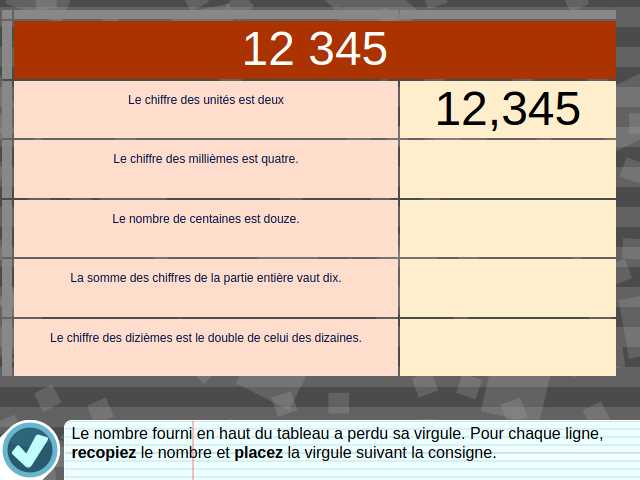 12 345
Le chiffre des unités est deux
12,345
Le chiffre des millièmes est quatre.
Le nombre de centaines est douze.
La somme des chiffres de la partie entière vaut dix.
Le chiffre des dizièmes est le double de celui des dizaines.
Le nombre fourni en haut du tableau a perdu sa virgule. Pour chaque ligne,
recopiez le nombre et placez la virgule suivant la consigne.